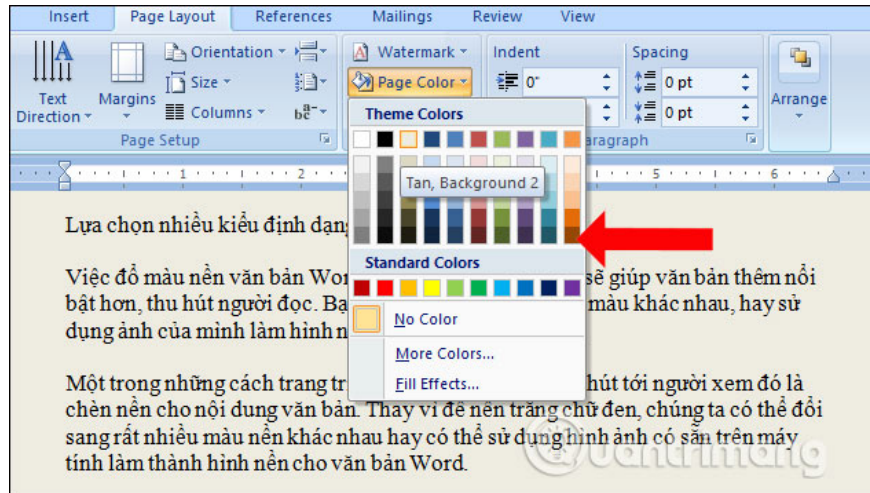 Insert Page Layout References Mailings Review View
Orientation Watermark Indent Spacing
Size Page Color 0" 0 pt
Text Direction Margins Columns 0 pt Arrange
Page Setup aragraph
Theme Colors
1 2 5 6
Tan, Background 2
Standard Colors
No Color
More Colors...
Fill Effects...
Lựa chọn nhiều kiểu định dạng
Việc đổ màu nền văn bản Wor sẽ giúp văn bản thêm nổi
bật hơn, thu hút người đọc. Bạ màu khác nhau, hay sử
dụng ảnh của mình làm hình n
Một trong những cách trang tr hút tới người xem đó là
chèn nền cho nội dung văn bản. Thay vì để nền trắng chữ đen, chúng ta có thể đổi
sang rất nhiều màu nền khác nhau hay có thể sử dụng hình ảnh có sẵn trên máy
tính làm thành hình nền cho văn bản Word.
Quantrimang